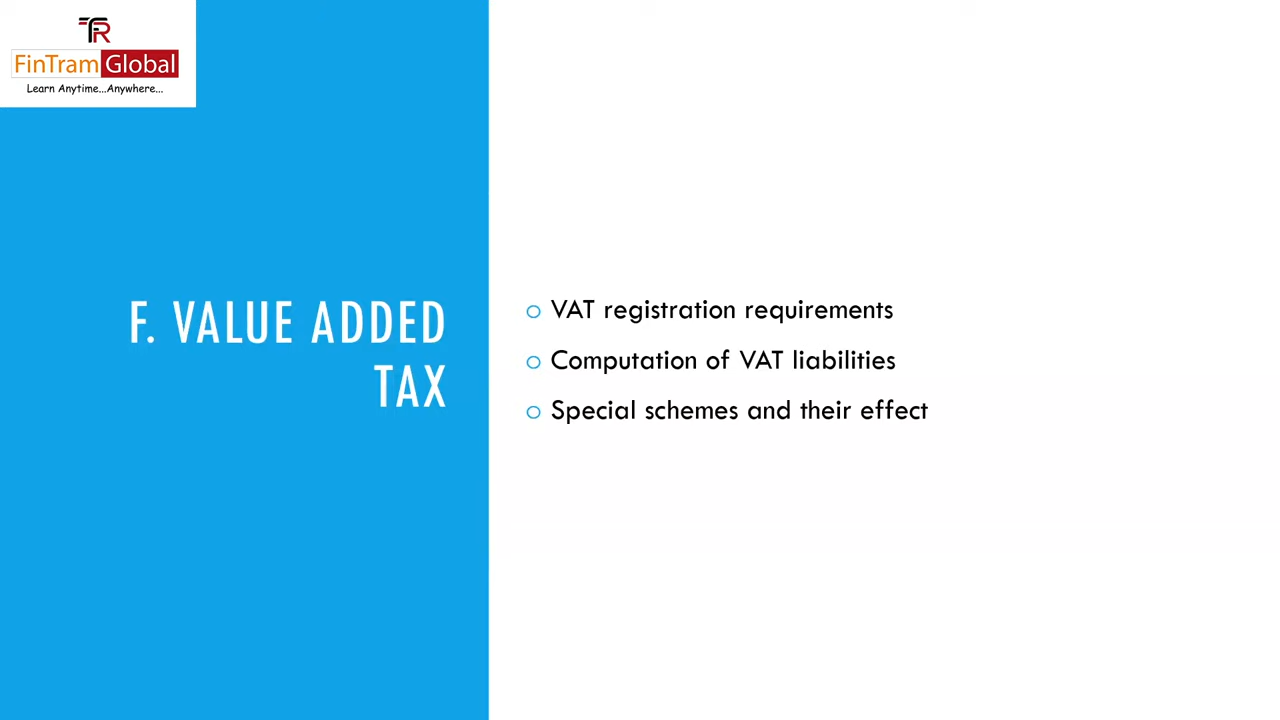 FR
FinTram Global
Learn Anytime...Anywhere...
F. VALUE ADDED
TAX
o VAT registration requirements
o Computation of VAT liabilities
o Special schemes and their effect